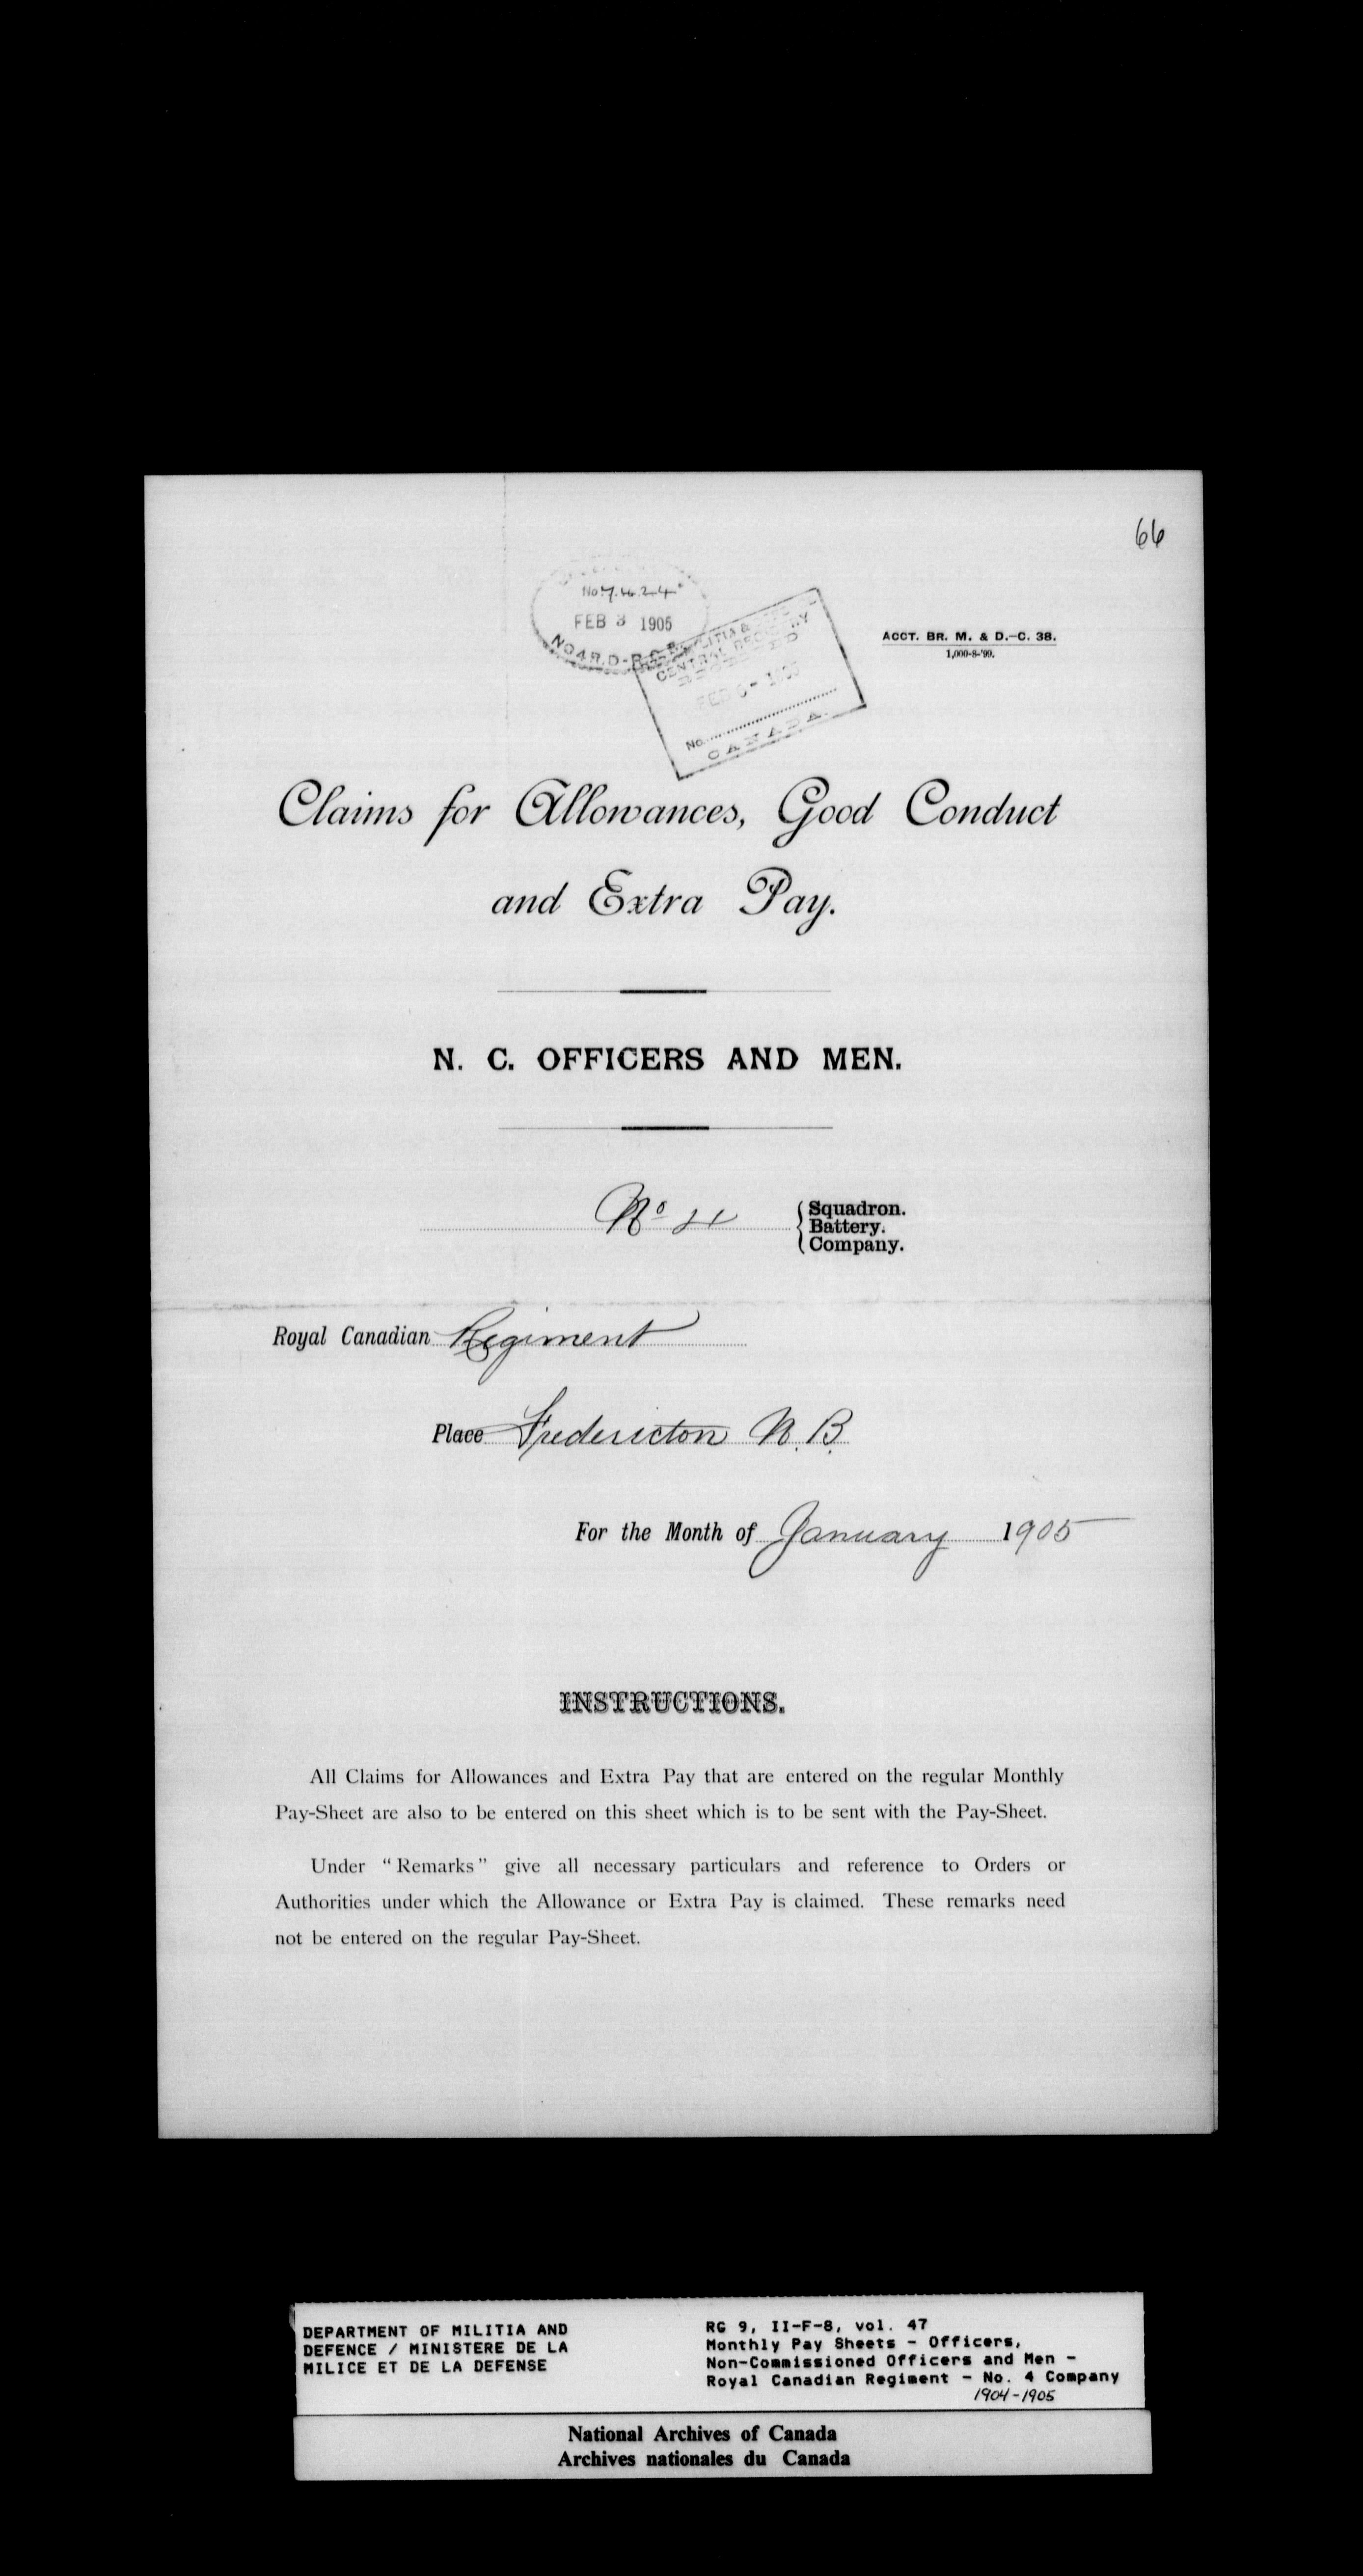 66
No 7.424
FEB 3 1905
NO 4 R.D-R.C.R.
MILITIA &
CENTRAL REGISTRY
FEB 6- 1905
No.
CANADA.
ACCT. BR. M. & D.-C. 38.
1,000-8-'99.
Claims for Allowances, Good Conduct
and Extra Pay.
N. C. OFFICERS AND MEN.
No 4 { Squadron.
Battery.
Company.
Royal Canadian Regiment
Place Fredericton N.B.
For the Month of January 1905
INSTRUCTIONS.
All Claims for Allowances and Extra Pay that are entered on the regular Monthly
Pay-Sheet are also to be entered on this sheet which is to be sent with the Pay-Sheet.
Under "Remarks" give all necessary particulars and reference to Orders or
Authorities under which the Allowance or Extra Pay is claimed. These remarks need
not be entered on the regular Pay-Sheet.
DEPARTMENT OF MILITIA AND
DEFENCE / MINISTERE DE LA
MILICE ET DE LA DEFENSE
RG 9, II-F-8, vol. 47
Monthly Pay Sheets - Officers,
Non-Commissioned Officers and Men -
Royal Canadian Regiment - No. 4 Company
1904-1905
National Archives of Canada
Archives nationales du Canada